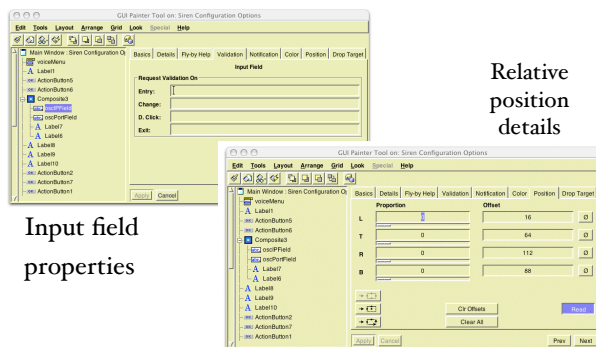 GUI Painter Tool on: Siren Configuration Options
Edit Tools Layout Arrange Grid Look Special Help
Main Window : Siren Configuration Op
voiceMenu
Label1
ActionButton5
ActionButton6
Composite3
oscIPField
oscPortField
Label7
Label6
Label8
Label9
Label10
ActionButton2
ActionButton7
ActionButton1
Basics Details Fly-by Help Validation Notification Color Position Drop Target
Input Field
Request Validation On
Entry:
Change:
D. Click:
Exit:
Apply Cancel
Relative
position
details
Input field
properties
GUI Painter Tool on: Siren Configuration Options
Edit Tools Layout Arrange Grid Look Special Help
Main Window : Siren Configuration Op
voiceMenu
Label1
ActionButton5
ActionButton6
Composite3
oscIPField
oscPortField
Label7
Label6
Label8
Label9
Label10
ActionButton2
ActionButton7
ActionButton1
Basics Details Fly-by Help Validation Notification Color Position Drop Target
Proportion Offset
L 0 16 Ø
T 0 64 Ø
R 0 112 Ø
B 0 88 Ø
Clr Offsets Read
Clear All
Apply Cancel Prev Next